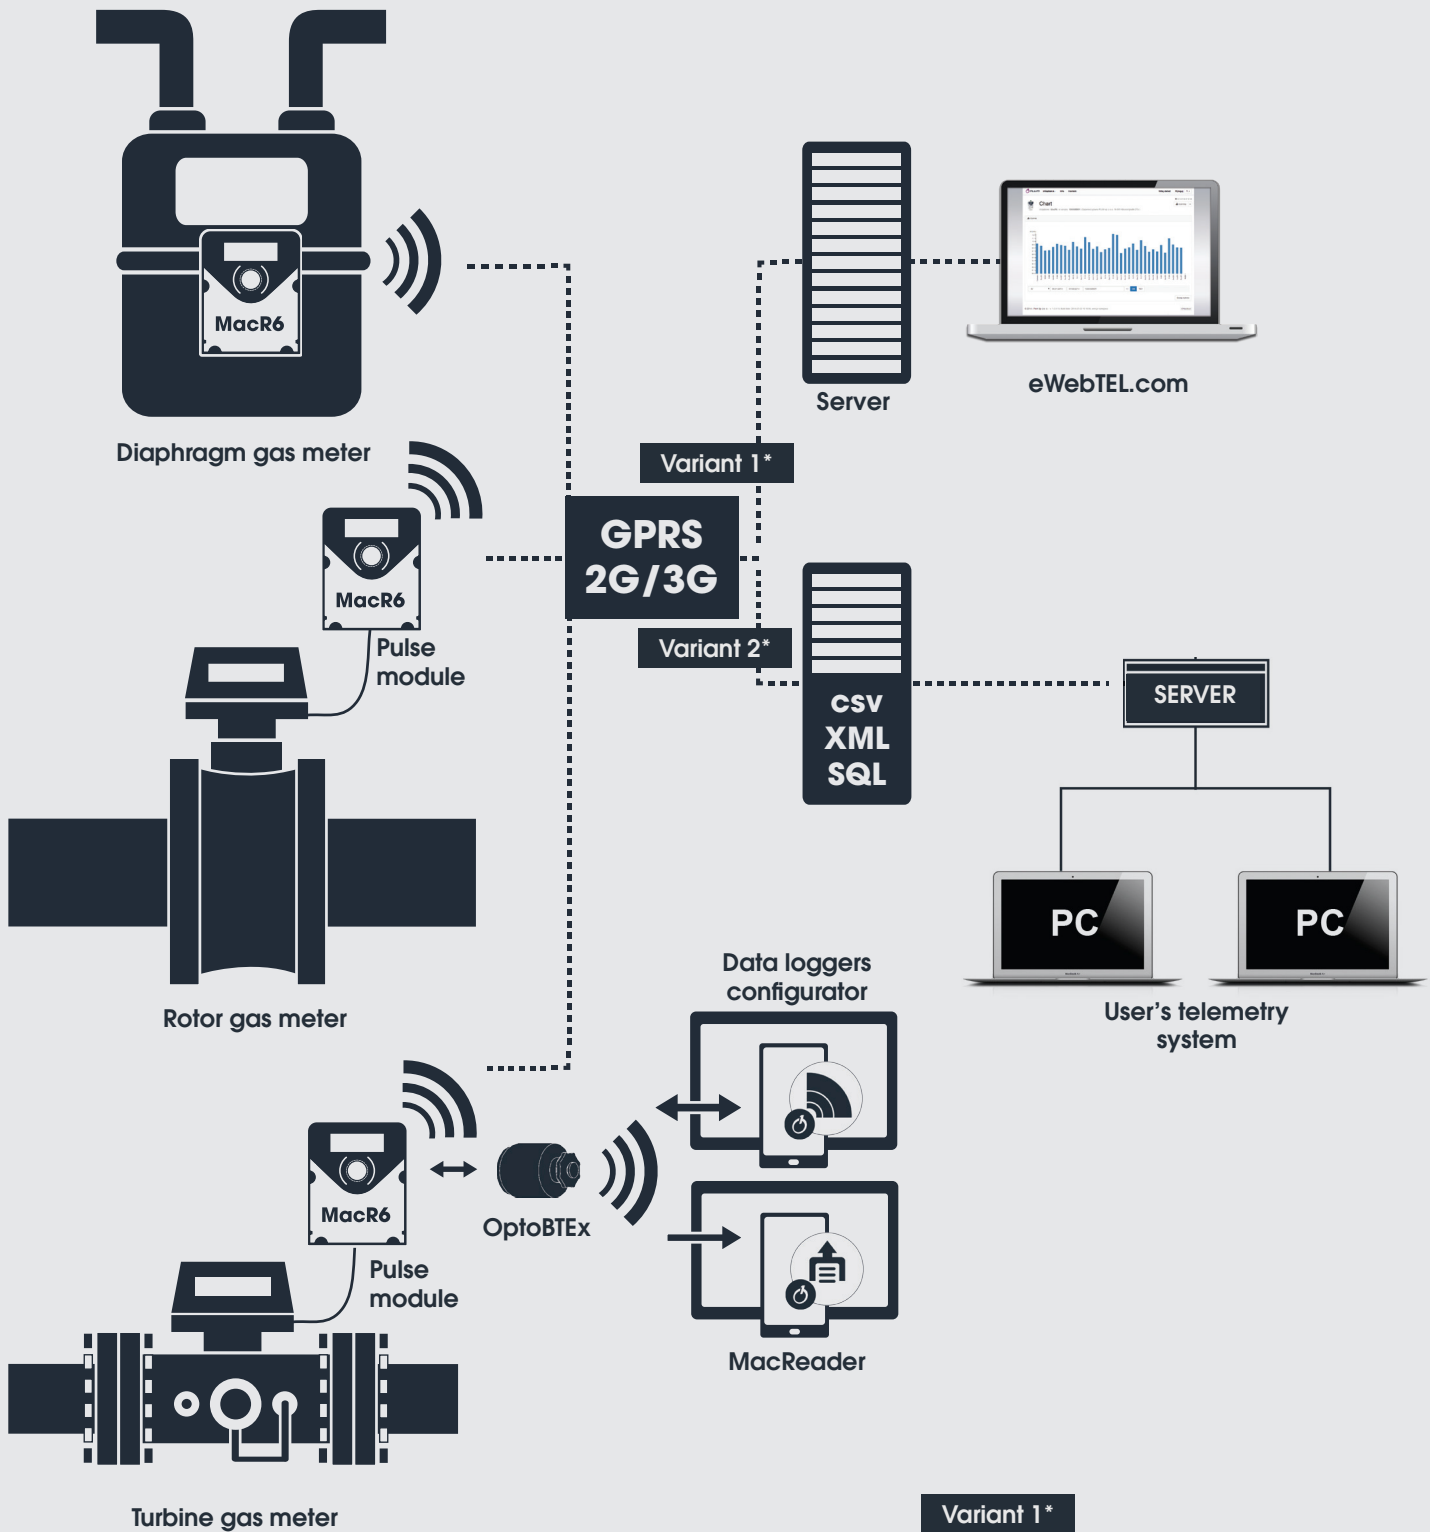 MacR6
Diaphragm gas meter
MacR6
Pulse
module
Rotor gas meter
MacR6
Pulse
module
Turbine gas meter
OptoBTEx
GPRS
2G/3G
Variant 1*
Variant 2*
Server
Chart
eWebTEL.com
CSV
XML
SQL
SERVER
PC
PC
User's telemetry
system
Data loggers
configurator
MacReader
Variant 1*